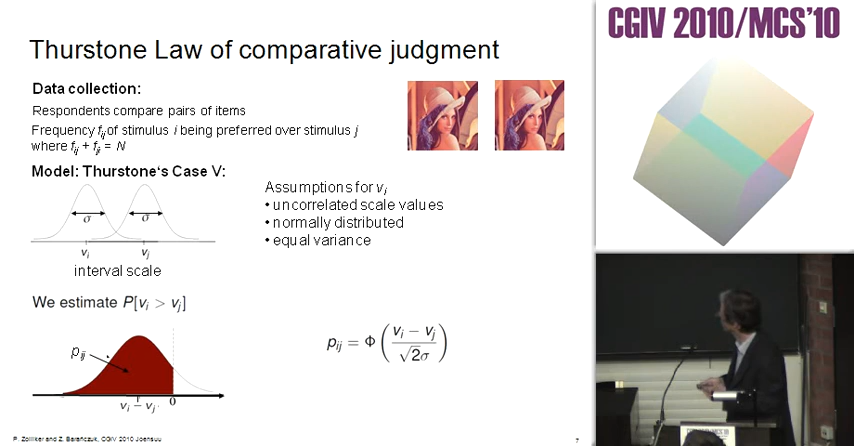 CGIV 2010/MCS'10
Thurstone Law of comparative judgment
Data collection:
Respondents compare pairs of items
Frequency fij of stimulus i being preferred over stimulus j
where fij + fji = N
Model: Thurstone's Case V:
σ σ
vi vj
interval scale
Assumptions for vi
• uncorrelated scale values
• normally distributed
• equal variance
We estimate P[vi > vj]
pij
vi − vj 0
pij = Φ ( (vi − vj) / (√2σ) )
P. Zolliker and Z. Barańczuk, CGIV 2010 Joensuu
7